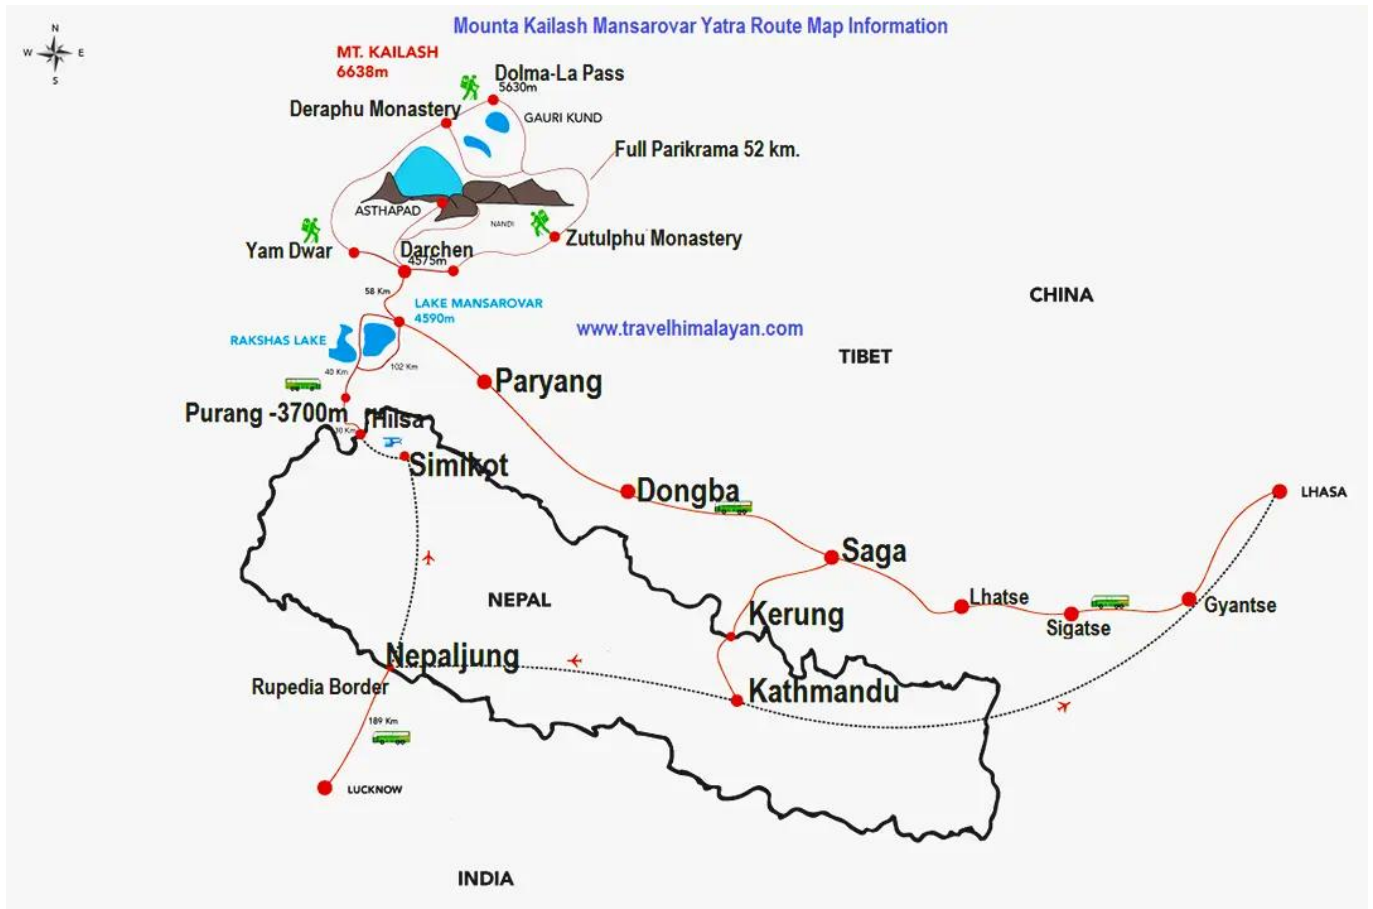 Mounta Kailash Mansarovar Yatra Route Map Information
N
W
E
S
MT. KAILASH
6638m
Dolma-La Pass
5630m
Deraphu Monastery
GAURI KUND
Full Parikrama 52 km.
ASTHAPAD
NANDI
Yam Dwar
Darchen
4575m
Zutulphu Monastery
58 Km
LAKE MANSAROVAR
4590m
CHINA
www.travelhimalayan.com
RAKSHAS LAKE
TIBET
40 Km
102 Km
Paryang
Purang -3700m
Hilsa
30 Km
Simikot
Dongba
LHASA
Saga
NEPAL
Lhatse
Kerung
Sigatse
Gyantse
Nepaljung
Rupedia Border
Kathmandu
189 Km
LUCKNOW
INDIA